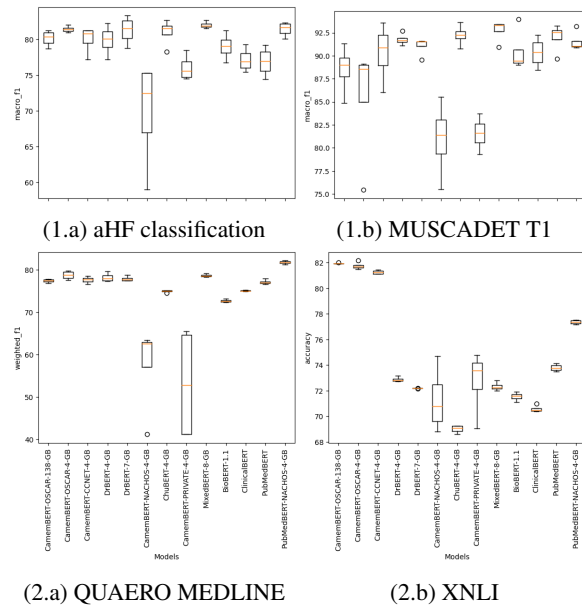 85
80
75
70
65
60
macro_f1
92.5
90.0
87.5
85.0
82.5
80.0
77.5
75.0
macro_f1
(1.a) aHF classification
(1.b) MUSCADET T1
80
70
60
50
40
weighted_f1
82
80
78
76
74
72
70
68
accuracy
CamemBERT-OSCAR-138-GB
CamemBERT-OSCAR-4-GB
CamemBERT-CCNET-4-GB
DrBERT-4-GB
DrBERT-7-GB
CamemBERT-NACHOS-4-GB
ChuBERT-4-GB
CamemBERT-PRIVATE-4-GB
MixedBERT-8-GB
BioBERT-1.1
ClinicalBERT
PubMedBERT
PubMedBERT-NACHOS-4-GB
Models
CamemBERT-OSCAR-138-GB
CamemBERT-OSCAR-4-GB
CamemBERT-CCNET-4-GB
DrBERT-4-GB
DrBERT-7-GB
CamemBERT-NACHOS-4-GB
ChuBERT-4-GB
CamemBERT-PRIVATE-4-GB
MixedBERT-8-GB
BioBERT-1.1
ClinicalBERT
PubMedBERT
PubMedBERT-NACHOS-4-GB
Models
(2.a) QUAERO MEDLINE
(2.b) XNLI